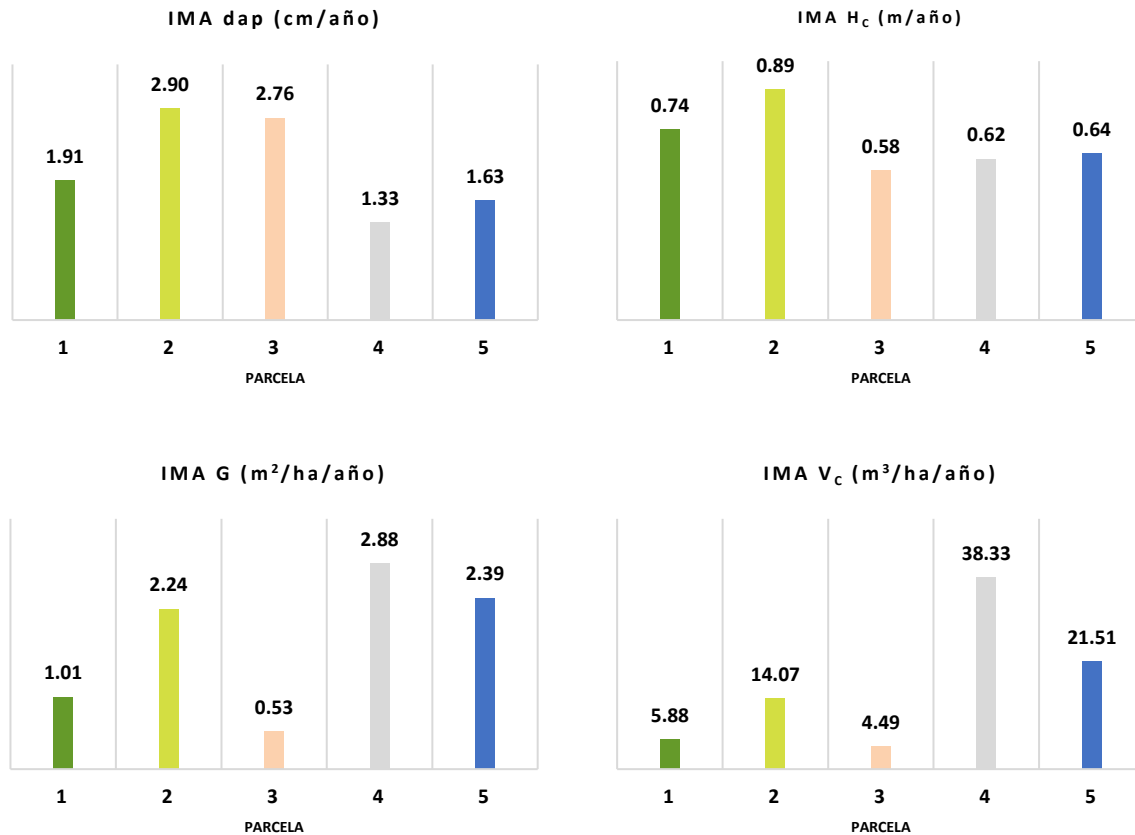 IMA dap (cm/año)
2.90
2.76
1.91
1.63
1.33
1 2 3 4 5
PARCELA
IMA H_C (m/año)
0.89
0.74
0.64
0.62
0.58
1 2 3 4 5
PARCELA
IMA G (m²/ha/año)
2.88
2.39
2.24
1.01
0.53
1 2 3 4 5
PARCELA
IMA V_C (m³/ha/año)
38.33
21.51
14.07
5.88
4.49
1 2 3 4 5
PARCELA